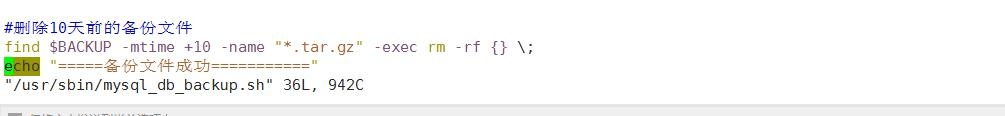 #删除10天前的备份文件
find $BACKUP -mtime +10 -name "*.tar.gz" -exec rm -rf {} \;
echo "=====备份文件成功==========="
"/usr/sbin/mysql_db_backup.sh" 36L, 942C